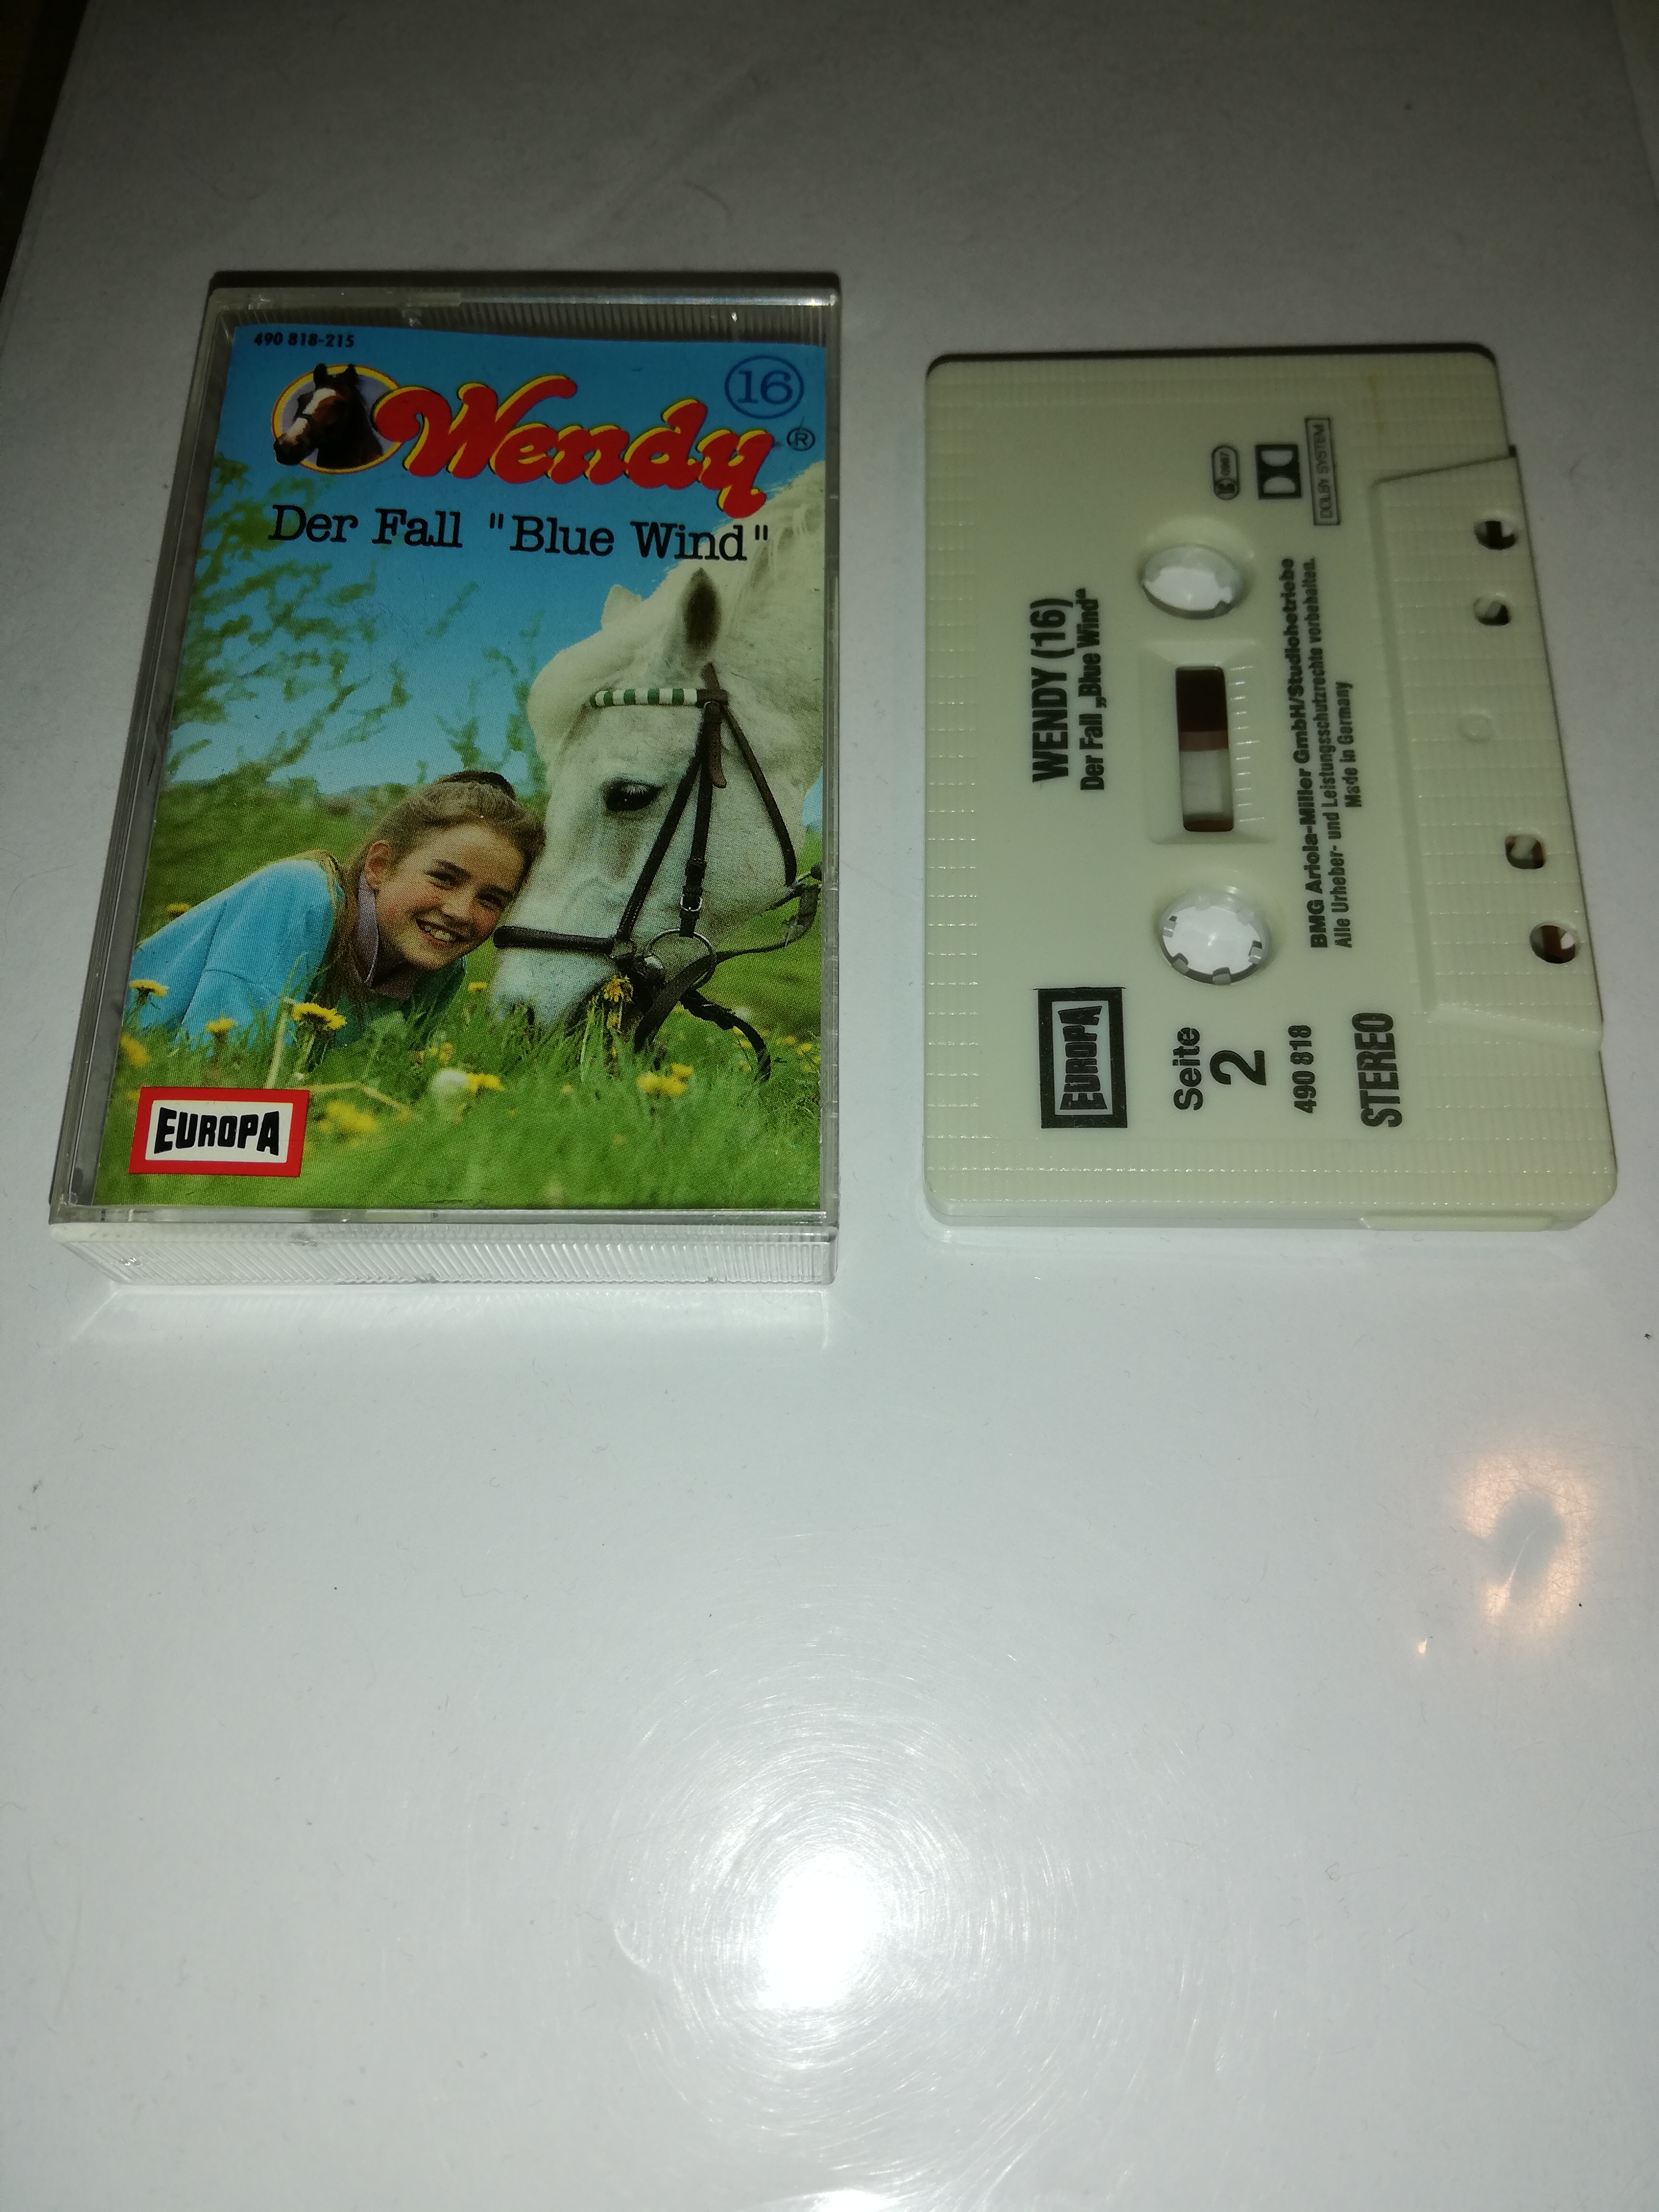 490 818-215
16
Wendy®
Der Fall "Blue Wind"
EUROPA
WENDY (16)
Der Fall „Blue Wind“
DOLBY SYSTEM
BMG Ariola-Miller GmbH/Studiobetriebe
Alle Urheber- und Leistungsschutzrechte vorbehalten.
Made in Germany
EUROPA
Seite
2
490 818
STEREO